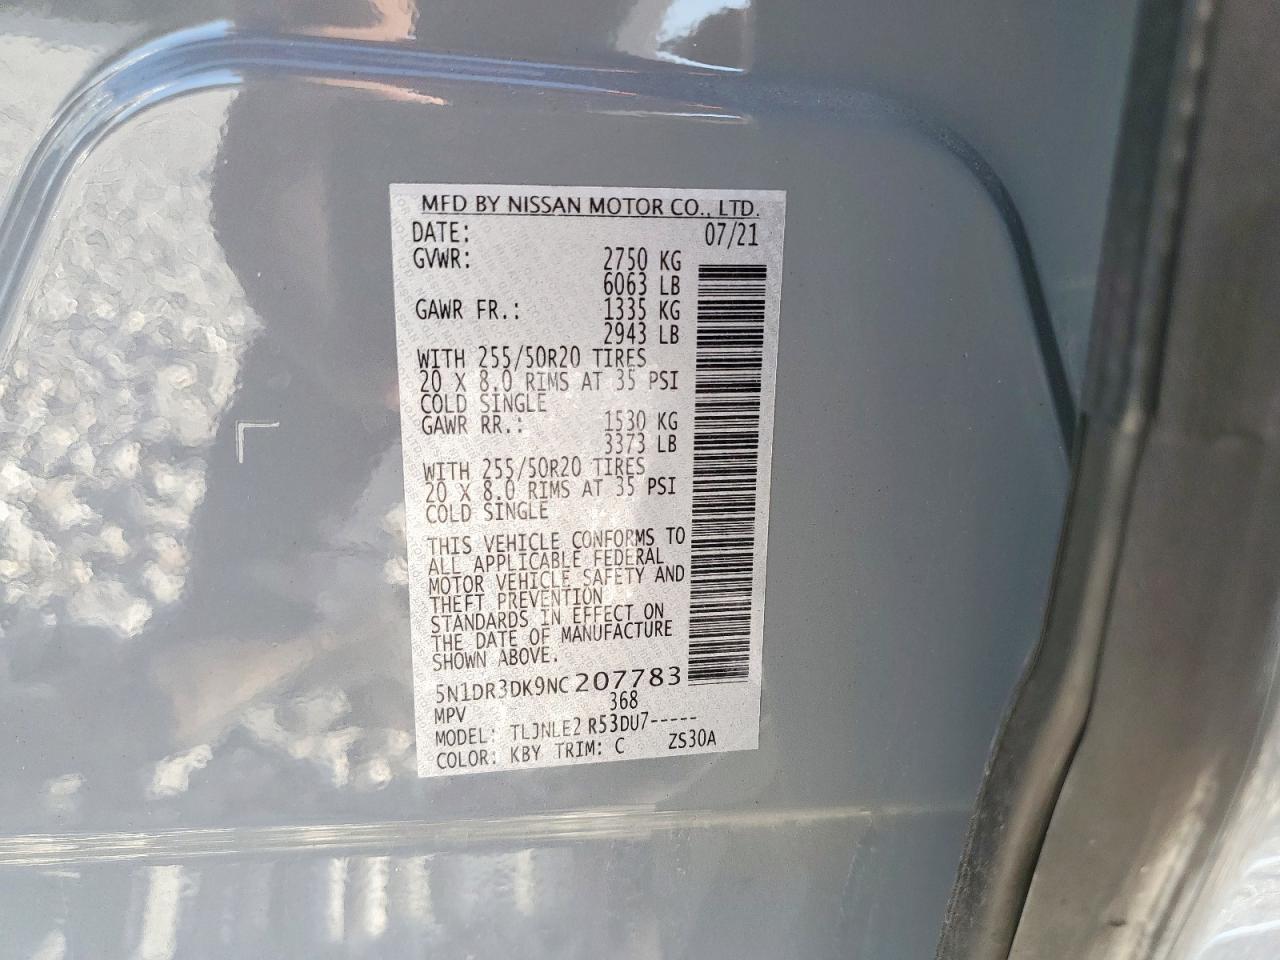 MFD BY NISSAN MOTOR CO., LTD.
DATE: 07/21
GVWR: 2750 KG
6063 LB
GAWR FR.: 1335 KG
2943 LB
WITH 255/50R20 TIRES
20 X 8.0 RIMS AT 35 PSI
COLD SINGLE
GAWR RR.: 1530 KG
3373 LB
WITH 255/50R20 TIRES
20 X 8.0 RIMS AT 35 PSI
COLD SINGLE
THIS VEHICLE CONFORMS TO
ALL APPLICABLE FEDERAL
MOTOR VEHICLE SAFETY AND
THEFT PREVENTION
STANDARDS IN EFFECT ON
THE DATE OF MANUFACTURE
SHOWN ABOVE.
5N1DR3DK9NC207783
MPV 368
MODEL: TLJNLE2 R53DU7-----
COLOR: KBY TRIM: C ZS30A